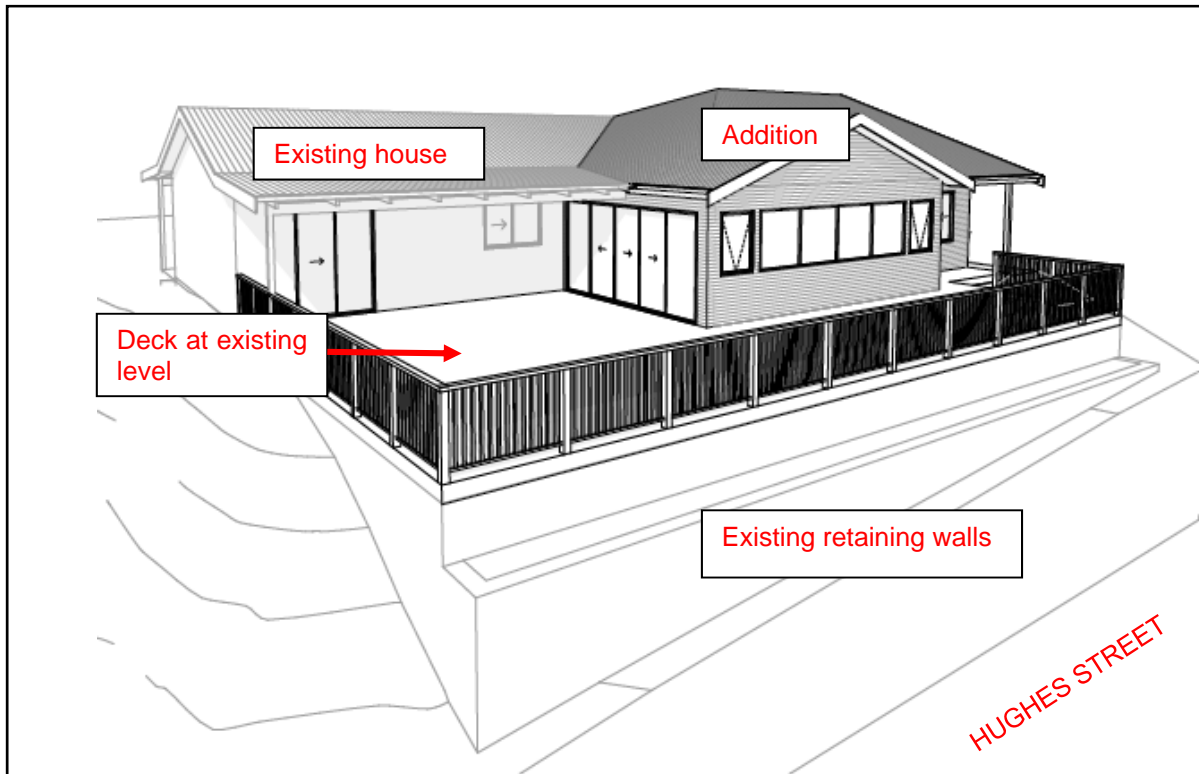 Existing house
Addition
Deck at existing
level
Existing retaining walls
HUGHES STREET